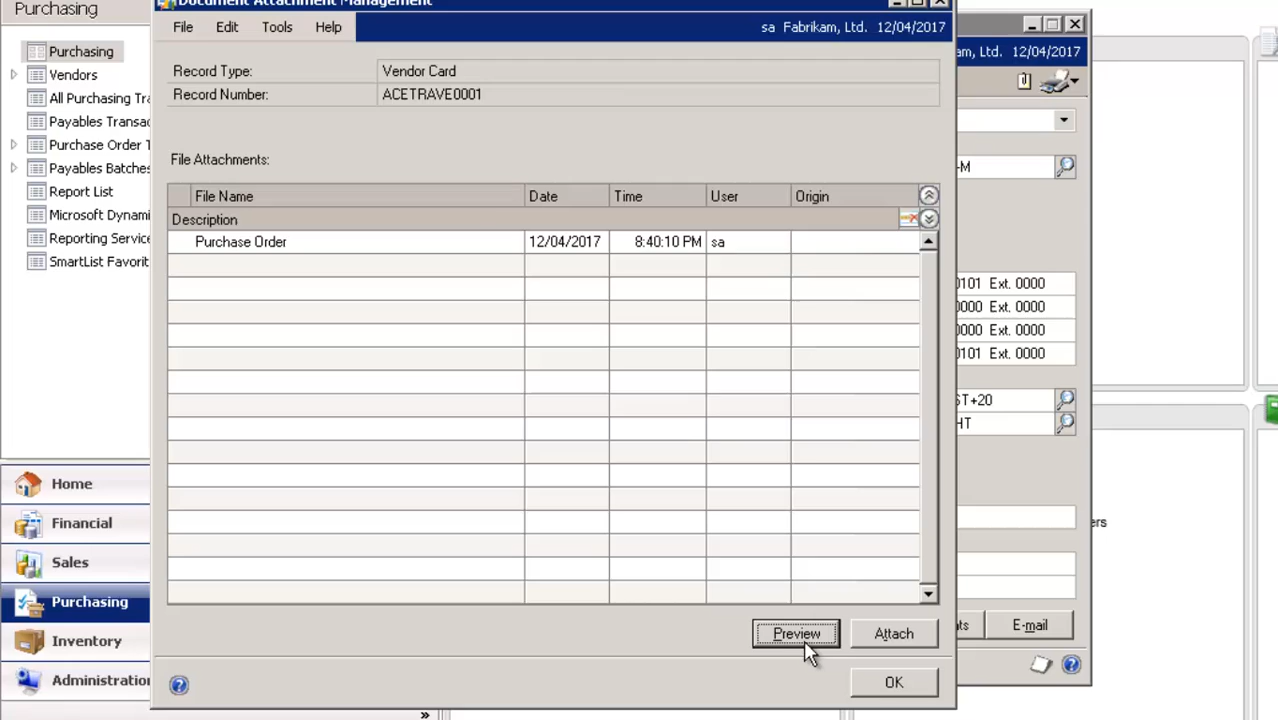 Purchasing
Document Attachment Management
File Edit Tools Help
sa Fabrikam, Ltd. 12/04/2017
am, Ltd. 12/04/2017
Purchasing
Vendors
All Purchasing Tra
Payables Transac
Purchase Order T
Payables Batches
Report List
Microsoft Dynami
Reporting Service
SmartList Favorit
Record Type: Vendor Card
Record Number: ACETRAVE0001
File Attachments:
File Name Date Time User Origin
Description
Purchase Order 12/04/2017 8:40:10 PM sa
-M
0101 Ext. 0000
0000 Ext. 0000
0000 Ext. 0000
0101 Ext. 0000
ST+20
HT
ers
Home
Financial
Sales
Purchasing
Inventory
Administration
»
Preview Attach
OK
ts E-mail